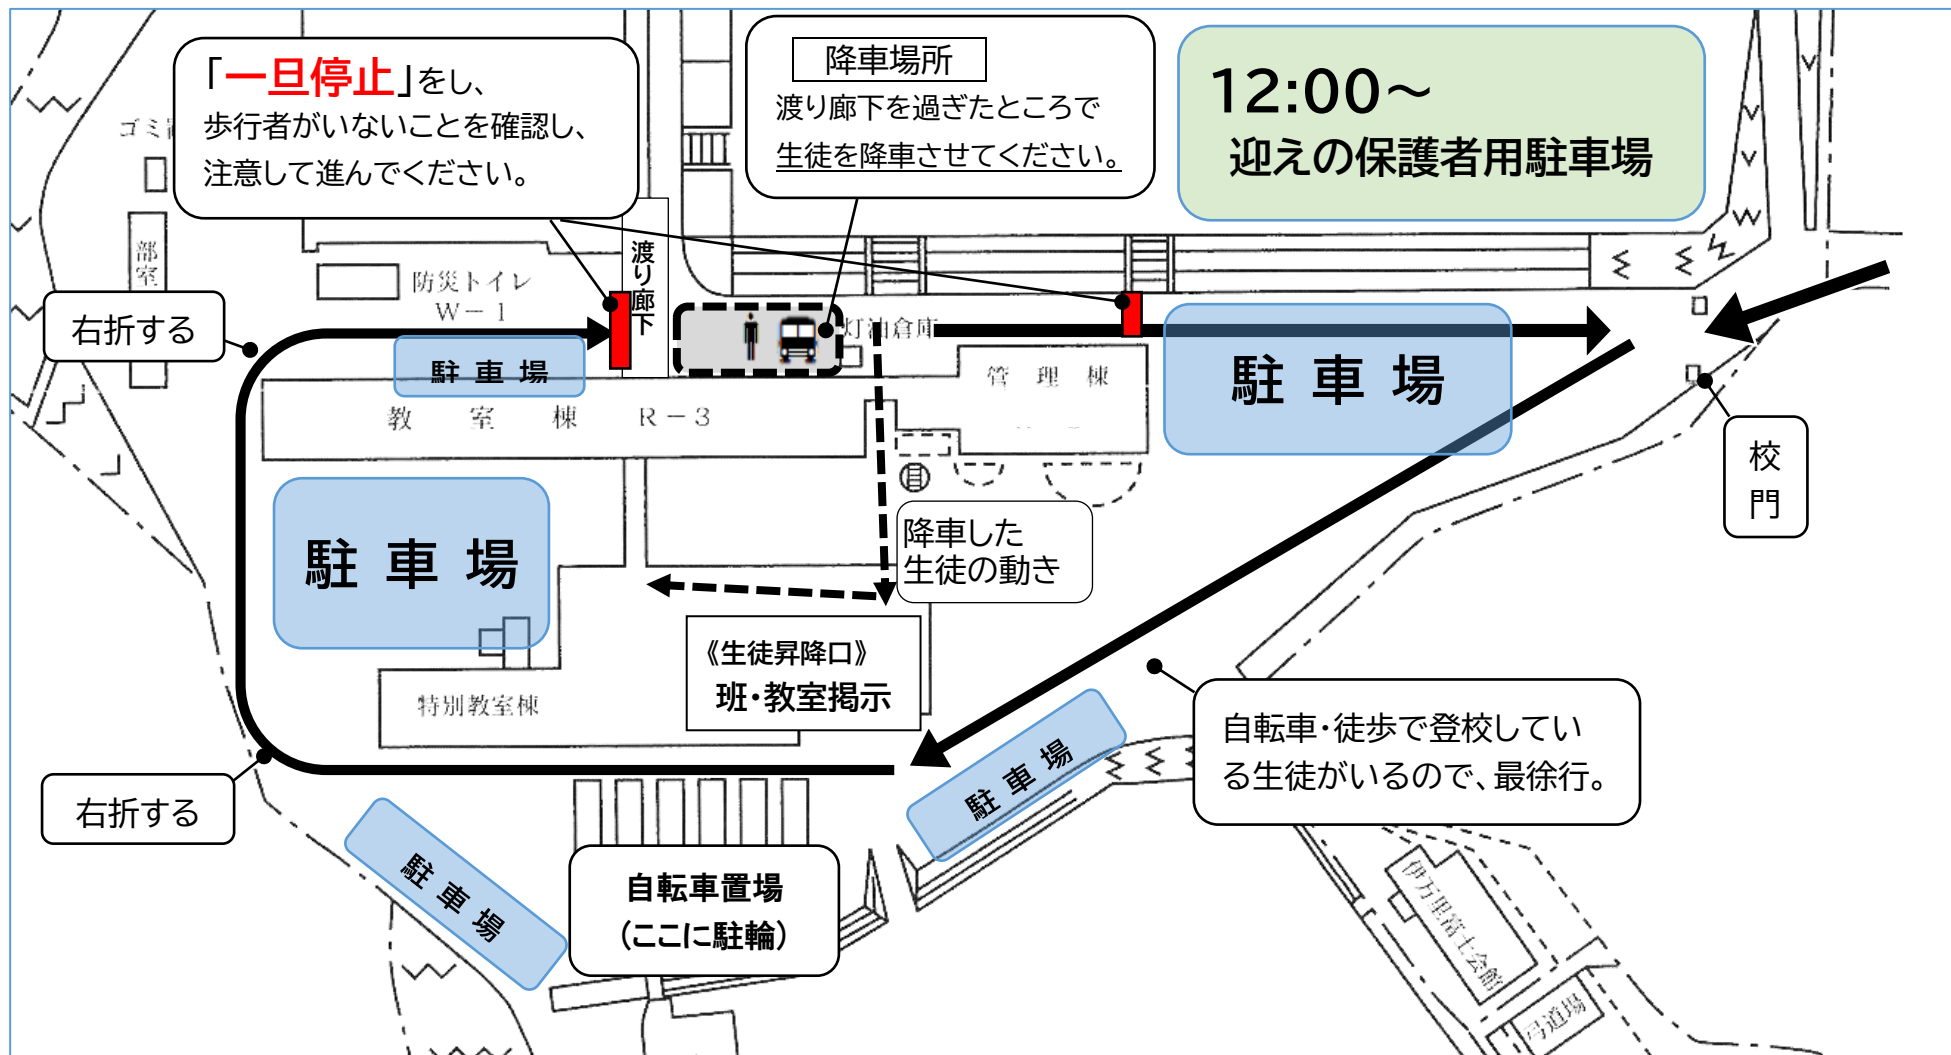 「一旦停止」をし、
歩行者がいないことを確認し、
注意して進んでください。
降車場所
渡り廊下を過ぎたところで
生徒を降車させてください。
12:00～
迎えの保護者用駐車場
ゴミ
部室
防災トイレ
W－1
渡り廊下
灯油倉庫
右折する
駐車場
管理棟
駐車場
教室棟 R－3
校門
駐車場
降車した
生徒の動き
《生徒昇降口》
班・教室掲示
特別教室棟
右折する
自転車・徒歩で登校してい
る生徒がいるので、最徐行。
駐車場
駐車場
自転車置場
（ここに駐輪）
伊万里富士会館
弓道場